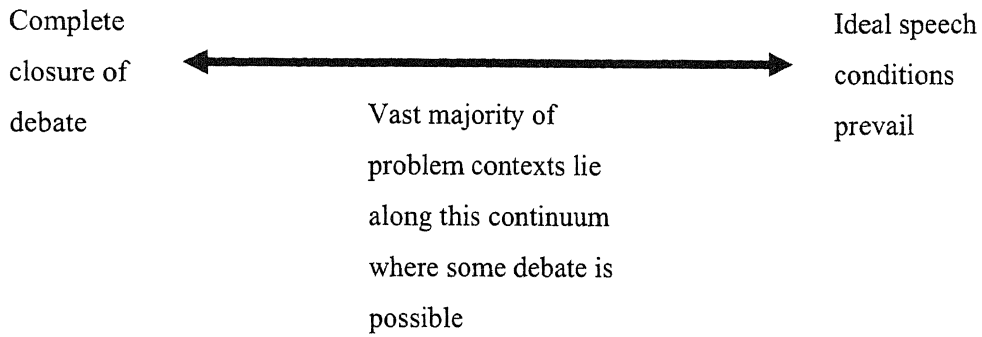 Complete
closure of
debate
Vast majority of
problem contexts lie
along this continuum
where some debate is
possible
Ideal speech
conditions
prevail